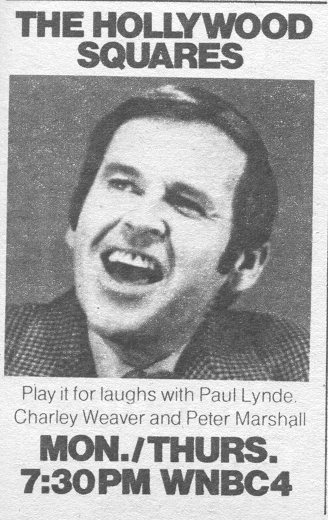 THE HOLLYWOOD
SQUARES
Play it for laughs with Paul Lynde.
Charley Weaver and Peter Marshall
MON./THURS.
7:30PM WNBC4